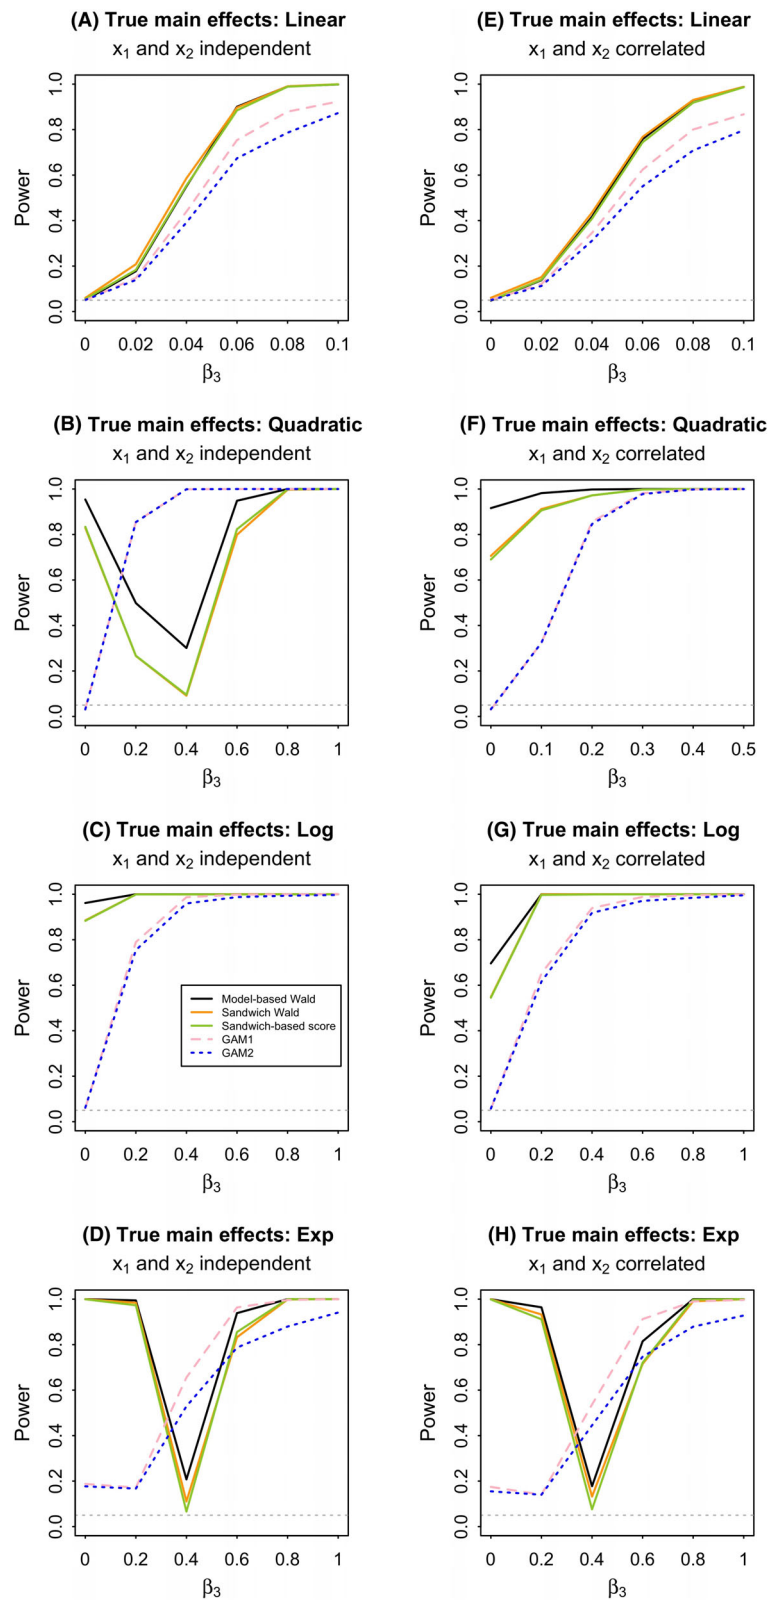 (A) True main effects: Linear
x1 and x2 independent
Power
0.0 0.2 0.4 0.6 0.8 1.0
0 0.02 0.04 0.06 0.08 0.1
β3
(E) True main effects: Linear
x1 and x2 correlated
Power
0.0 0.2 0.4 0.6 0.8 1.0
0 0.02 0.04 0.06 0.08 0.1
β3
(B) True main effects: Quadratic
x1 and x2 independent
Power
0.0 0.2 0.4 0.6 0.8 1.0
0 0.2 0.4 0.6 0.8 1
β3
(F) True main effects: Quadratic
x1 and x2 correlated
Power
0.0 0.2 0.4 0.6 0.8 1.0
0 0.1 0.2 0.3 0.4 0.5
β3
(C) True main effects: Log
x1 and x2 independent
Power
0.0 0.2 0.4 0.6 0.8 1.0
Model-based Wald
Sandwich Wald
Sandwich-based score
GAM1
GAM2
0 0.2 0.4 0.6 0.8 1
β3
(G) True main effects: Log
x1 and x2 correlated
Power
0.0 0.2 0.4 0.6 0.8 1.0
0 0.2 0.4 0.6 0.8 1
β3
(D) True main effects: Exp
x1 and x2 independent
Power
0.0 0.2 0.4 0.6 0.8 1.0
0 0.2 0.4 0.6 0.8 1
β3
(H) True main effects: Exp
x1 and x2 correlated
Power
0.0 0.2 0.4 0.6 0.8 1.0
0 0.2 0.4 0.6 0.8 1
β3